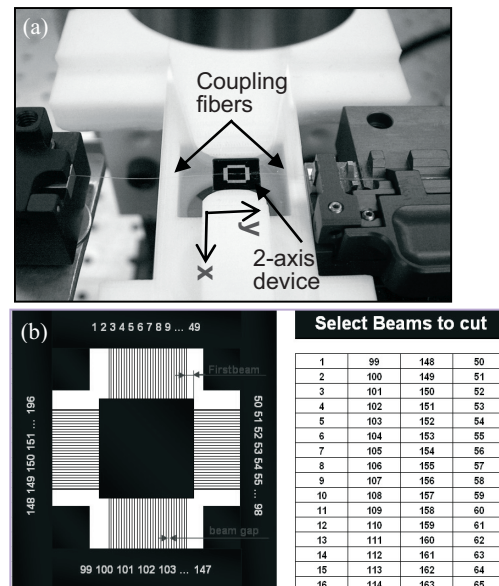 (a)
Coupling
fibers
y
x
2-axis
device
(b)
1 2 3 4 5 6 7 8 9 ... 49
Firstbeam
148 149 150 151 ... 196
50 51 52 53 54 55 ... 98
beam gap
99 100 101 102 103 ... 147
Select Beams to cut
1 99 148 50
2 100 149 51
3 101 150 52
4 102 151 53
5 103 152 54
6 104 153 55
7 105 154 56
8 106 155 57
9 107 156 58
10 108 157 59
11 109 158 60
12 110 159 61
13 111 160 62
14 112 161 63
15 113 162 64
16 114 163 65